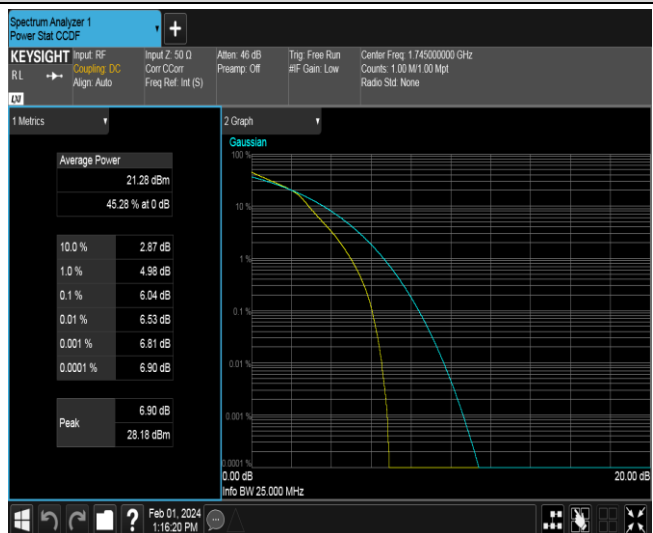 Spectrum Analyzer 1
Power Stat CCDF
KEYSIGHT
RL
LXI
Input: RF
Coupling: DC
Align: Auto
Input Z: 50 Ω
Corr CCorr
Freq Ref: Int (S)
Atten: 46 dB
Preamp: Off
Trig: Free Run
#IF Gain: Low
Center Freq: 1.745000000 GHz
Counts: 1.00 M/1.00 Mpt
Radio Std: None
1 Metrics
Average Power
21.28 dBm
45.28 % at 0 dB
10.0 % 2.87 dB
1.0 % 4.98 dB
0.1 % 6.04 dB
0.01 % 6.53 dB
0.001 % 6.81 dB
0.0001 % 6.90 dB
Peak
6.90 dB
28.18 dBm
2 Graph
Gaussian
100 %
10 %
1 %
0.1 %
0.01 %
0.001 %
0.0001 %
0.00 dB 20.00 dB
Info BW 25.000 MHz
?
Feb 01, 2024
1:16:20 PM